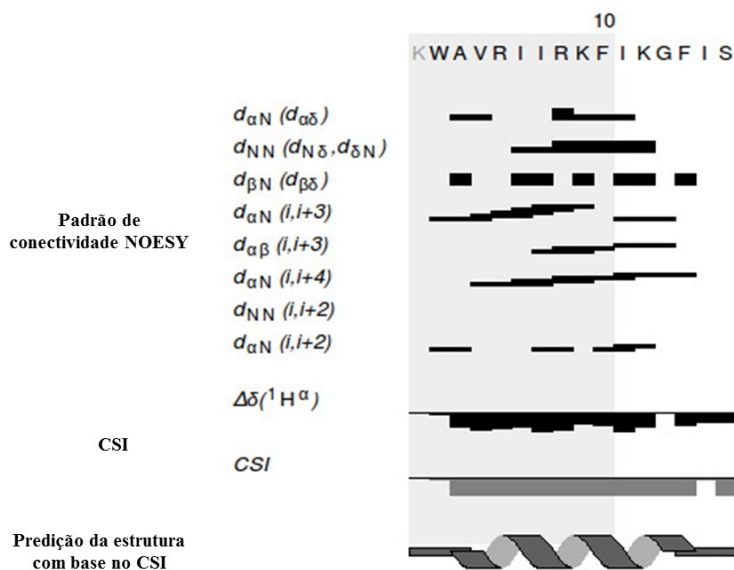 10
K W A V R I I R K F I K G F I S
dαN (dαδ)
dNN (dNδ, dδN)
dβN (dβδ)
dαN (i,i+3)
dαβ (i,i+3)
dαN (i,i+4)
dNN (i,i+2)
dαN (i,i+2)
Padrão de
conectividade NOESY
Δδ(¹Hα)
CSI
CSI
Predição da estrutura
com base no CSI